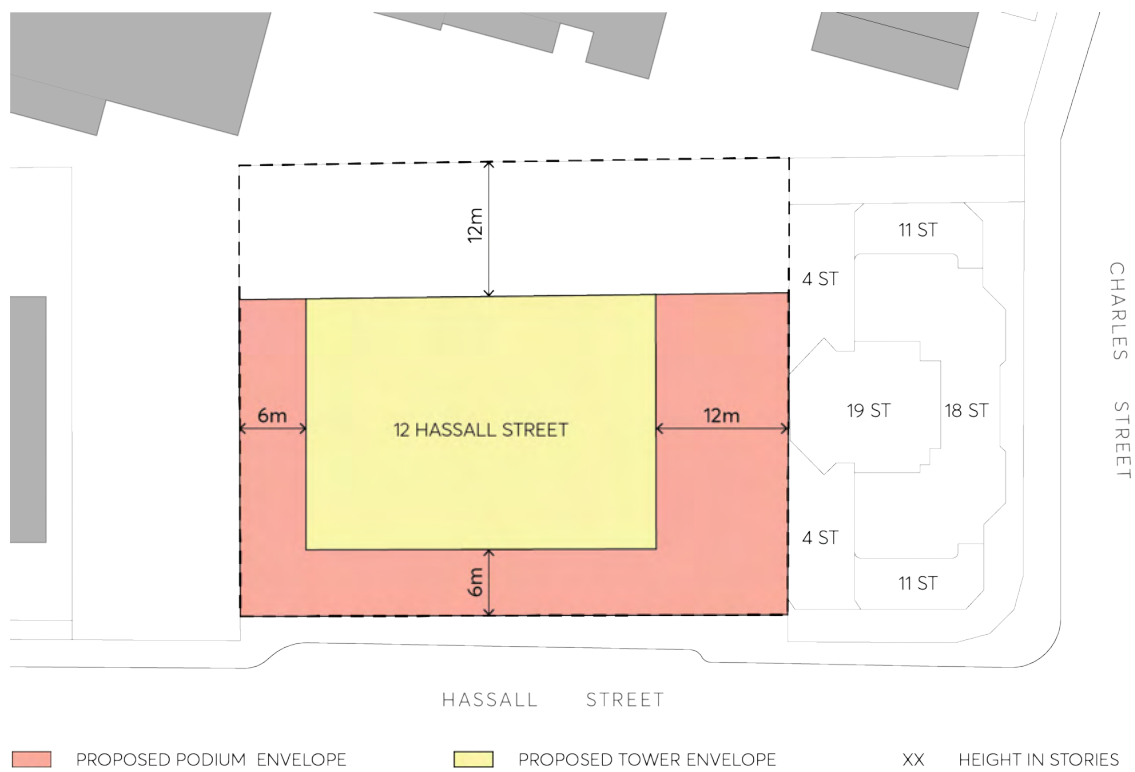 12m
11 ST
4 ST
CHARLES STREET
6m
12 HASSALL STREET
12m
19 ST
18 ST
4 ST
6m
11 ST
HASSALL STREET
PROPOSED PODIUM ENVELOPE
PROPOSED TOWER ENVELOPE
XX HEIGHT IN STORIES